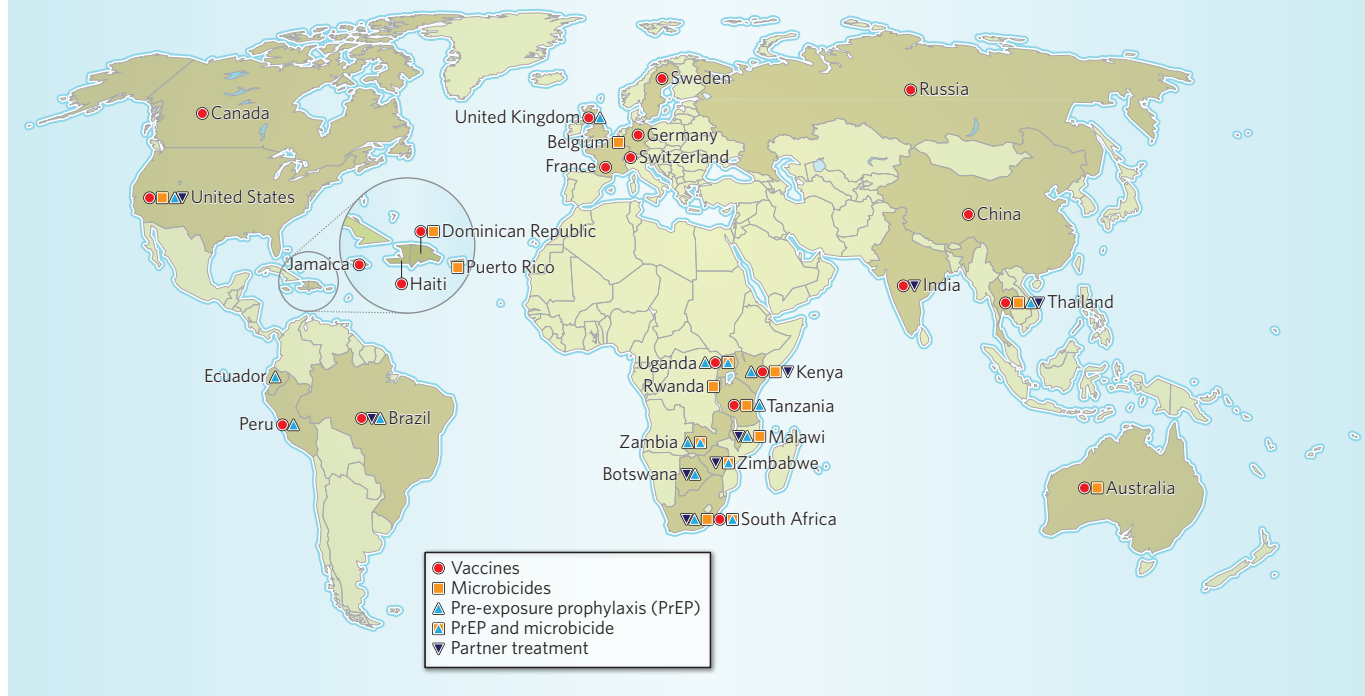 Sweden
Russia
Canada
United Kingdom
Germany
Belgium
Switzerland
France
United States
China
Dominican Republic
Jamaica
Puerto Rico
Haiti
India
Thailand
Uganda
Kenya
Ecuador
Rwanda
Tanzania
Peru
Brazil
Zambia
Malawi
Zimbabwe
Botswana
Australia
South Africa
Vaccines
Microbicides
Pre-exposure prophylaxis (PrEP)
PrEP and microbicide
Partner treatment